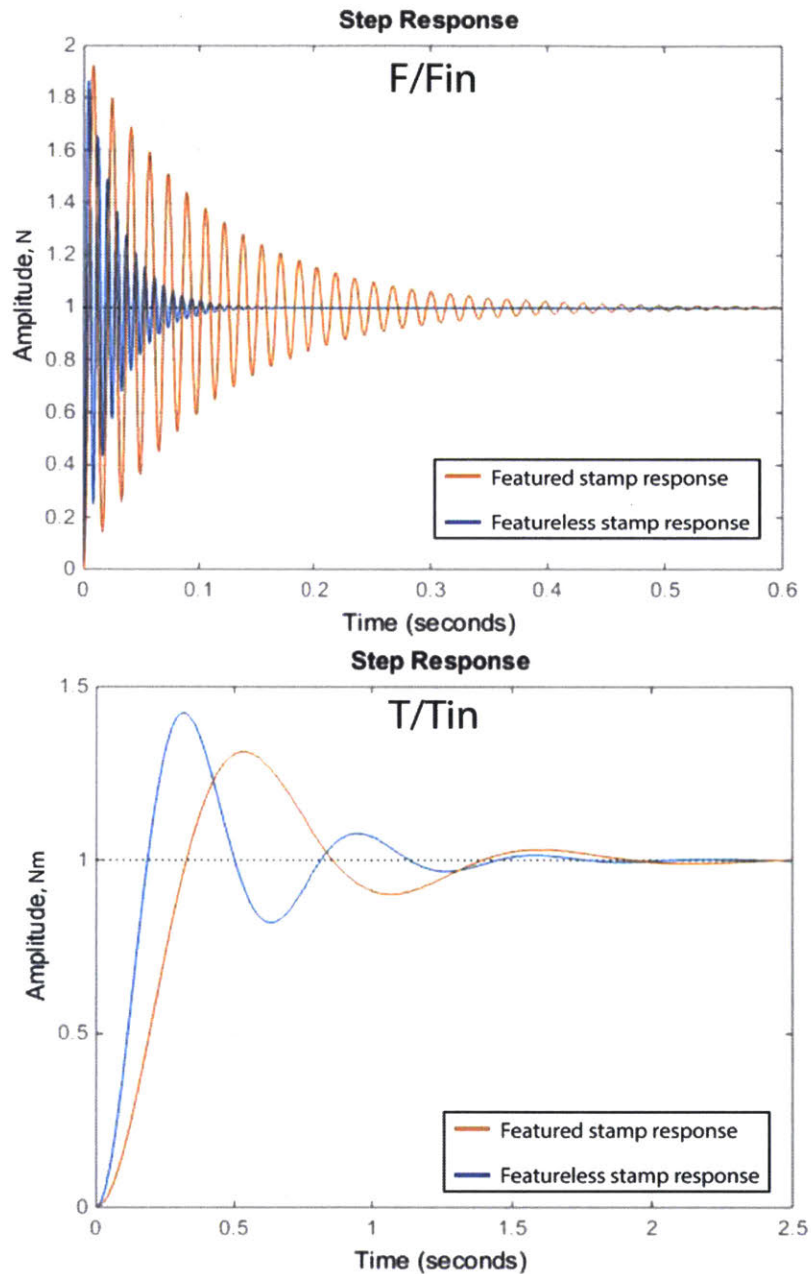 Step Response
F/Fin
2
1.8
1.6
1.4
1.2
1
0.8
0.6
0.4
0.2
0
Amplitude, N
Featured stamp response
Featureless stamp response
0 0.1 0.2 0.3 0.4 0.5 0.6
Time (seconds)
Step Response
T/Tin
1.5
1
0.5
0
Amplitude, Nm
Featured stamp response
Featureless stamp response
0 0.5 1 1.5 2 2.5
Time (seconds)